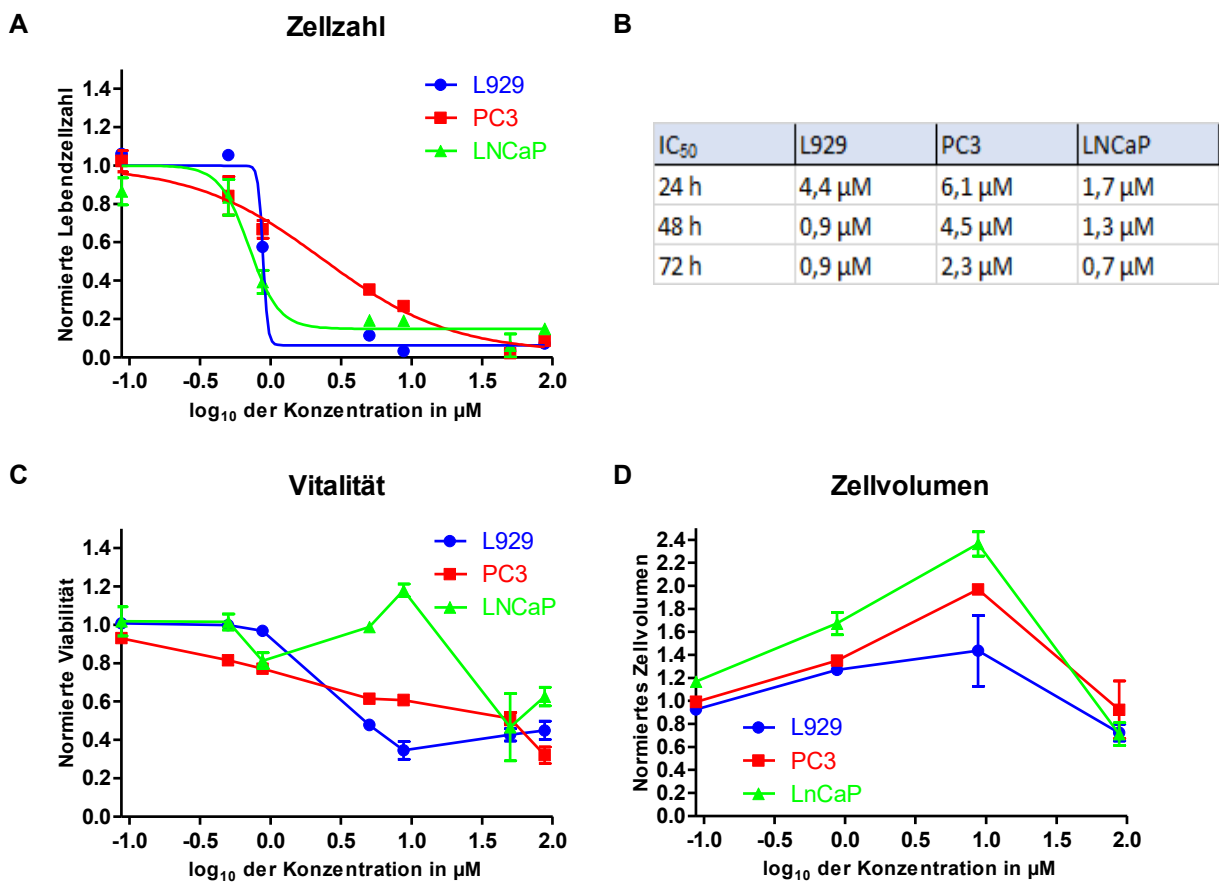 A
Zellzahl
Normierte Lebendzellzahl
1.4
1.2
1.0
0.8
0.6
0.4
0.2
0.0
L929
PC3
LNCaP
-1.0 -0.5 0.0 0.5 1.0 1.5 2.0
log10 der Konzentration in µM
B
IC50 L929 PC3 LNCaP
24 h 4,4 µM 6,1 µM 1,7 µM
48 h 0,9 µM 4,5 µM 1,3 µM
72 h 0,9 µM 2,3 µM 0,7 µM
C
Vitalität
Normierte Viabilität
1.4
1.2
1.0
0.8
0.6
0.4
0.2
0.0
L929
PC3
LNCaP
-1.0 -0.5 0.0 0.5 1.0 1.5 2.0
log10 der Konzentration in µM
D
Zellvolumen
Normiertes Zellvolumen
2.4
2.2
2.0
1.8
1.6
1.4
1.2
1.0
0.8
0.6
0.4
0.2
0.0
L929
PC3
LnCaP
-1.0 -0.5 0.0 0.5 1.0 1.5 2.0
log10 der Konzentration in µM